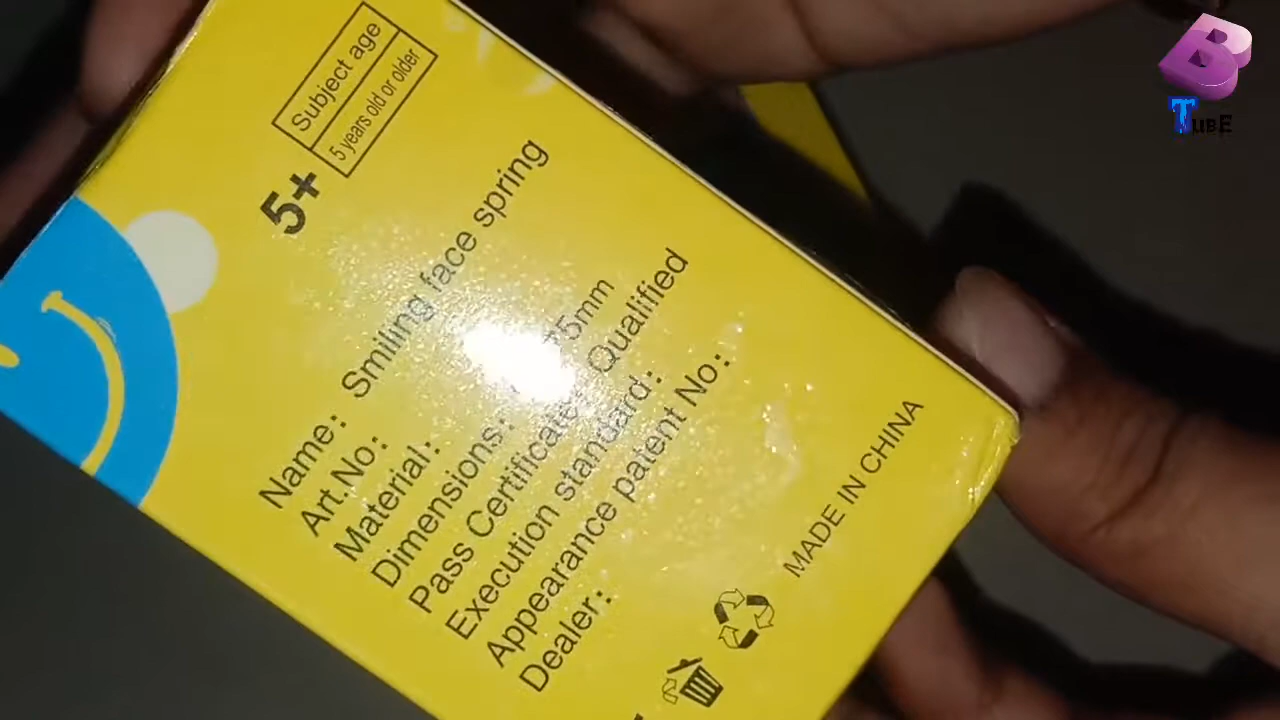 Subject age
5 years old or older
5+
Name: Smiling face spring
Art.No:
Material:
Dimensions: 75mm
Pass Certificate: Qualified
Execution standard:
Appearance patent No:
Dealer:
MADE IN CHINA
B
TUBE